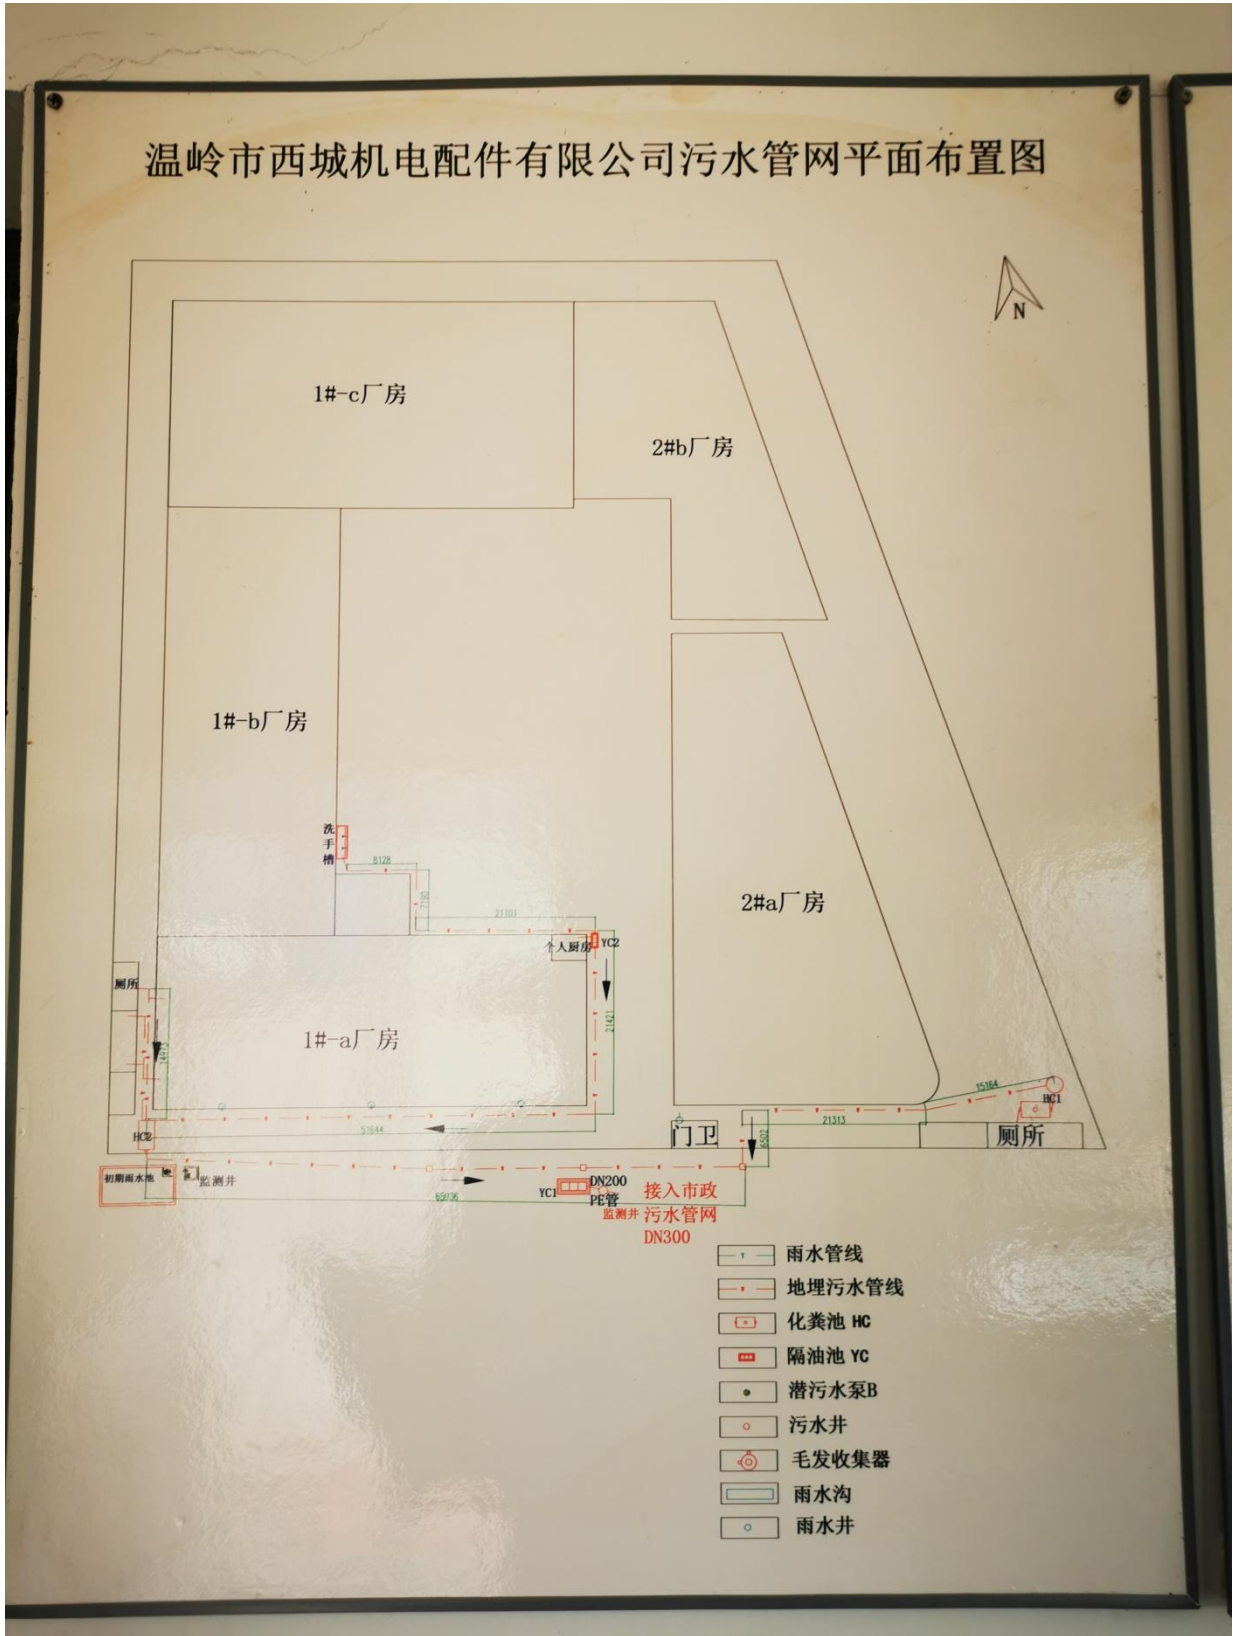 温岭市西城机电配件有限公司污水管网平面布置图
N
1#-c厂房
2#b厂房
1#-b厂房
洗手槽
8128
7190
21101
2#a厂房
个人厨房
YC2
厕所
21421
1#-a厂房
14975
15164
HC1
51644
21313
HC2
门卫
6502
厕所
初期雨水池
监测井
YC1
DN200
PE管
监测井
接入市政
污水管网
DN300
雨水管线
地埋污水管线
化粪池 HC
隔油池 YC
潜污水泵B
污水井
毛发收集器
雨水沟
雨水井